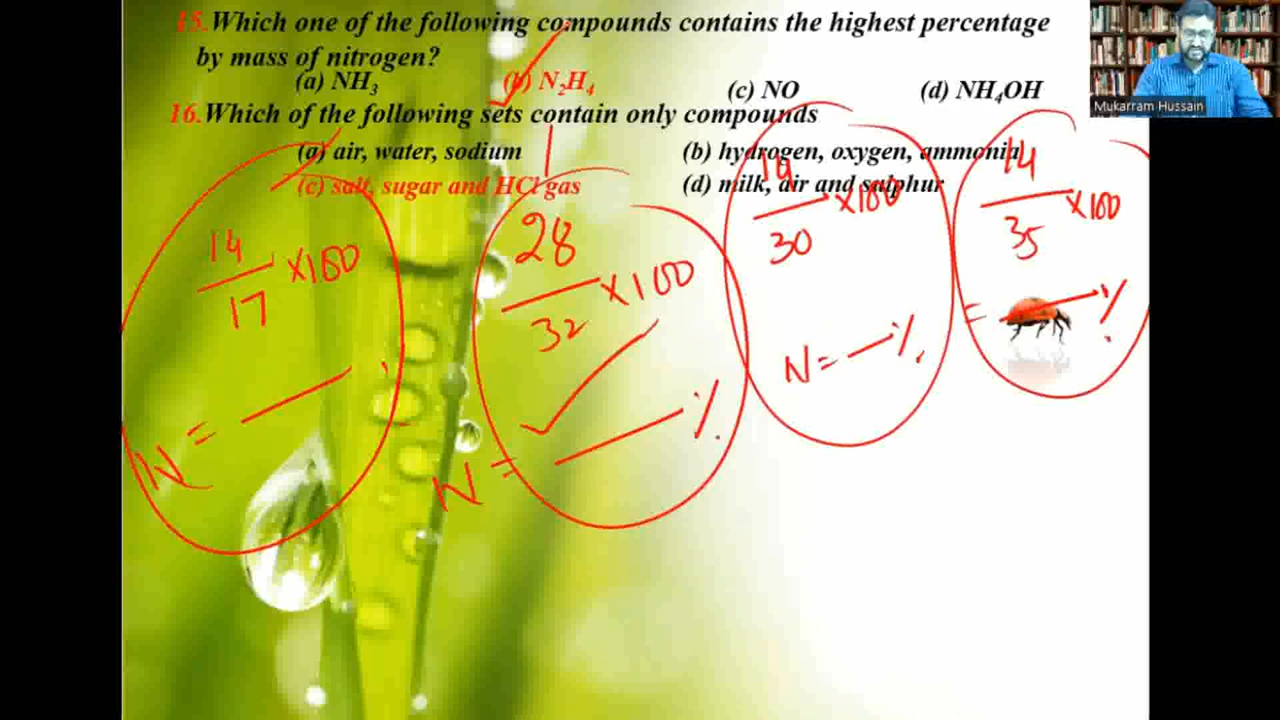 15.Which one of the following compounds contains the highest percentage
by mass of nitrogen?
(a) NH3 (b) N2H4 (c) NO (d) NH4OH
16.Which of the following sets contain only compounds
(a) air, water, sodium (b) hydrogen, oxygen, ammonia
(c) salt, sugar and HCl gas (d) milk, air and sulphur
14
17
×100
N =
28
32
×100
N = %
14
30
×100
N = %
14
35
×100
= %
Mukarram Hussain